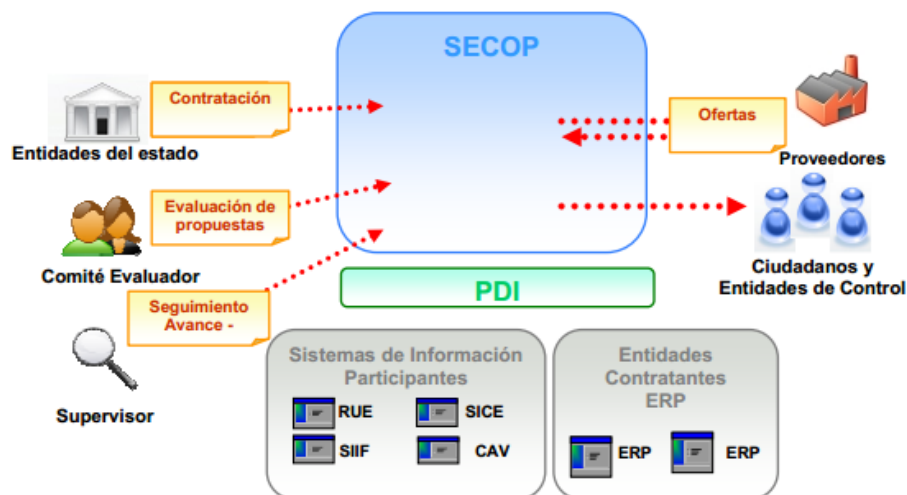 SECOP
Contratación
Entidades del estado
Ofertas
Proveedores
Evaluación de
propuestas
Comité Evaluador
Ciudadanos y
Entidades de Control
PDI
Seguimiento
Avance -
Supervisor
Sistemas de Información
Participantes
RUE
SICE
SIIF
CAV
Entidades
Contratantes
ERP
ERP
ERP